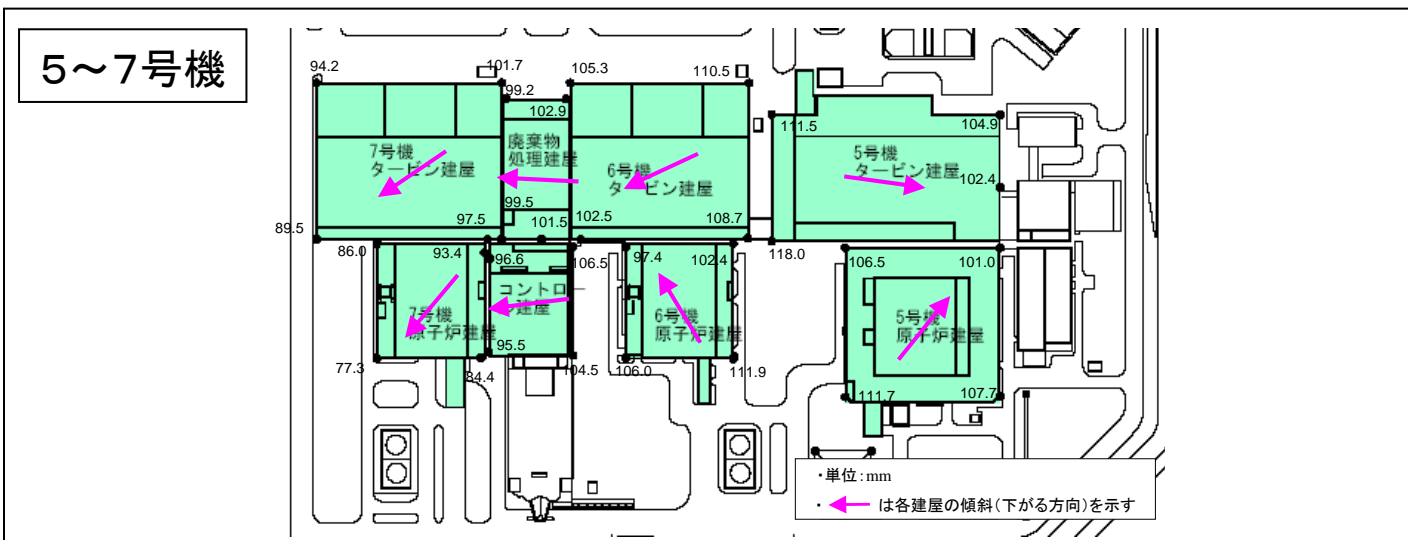 5~7号機
94.2
101.7
105.3
110.5
99.2
102.9
111.5
104.9
7号機
タービン建屋
廃棄物
処理建屋
6号機
タービン建屋
5号機
タービン建屋
102.4
99.5
97.5
101.5
102.5
108.7
89.5
86.0
93.4
96.6
106.5
97.4
102.4
118.0
106.5
101.0
コントロー
ル建屋
7号機
原子炉建屋
6号機
原子炉建屋
5号機
原子炉建屋
95.5
77.3
84.4
104.5
106.0
111.9
111.7
107.7
・単位:mm
・ は各建屋の傾斜(下がる方向)を示す